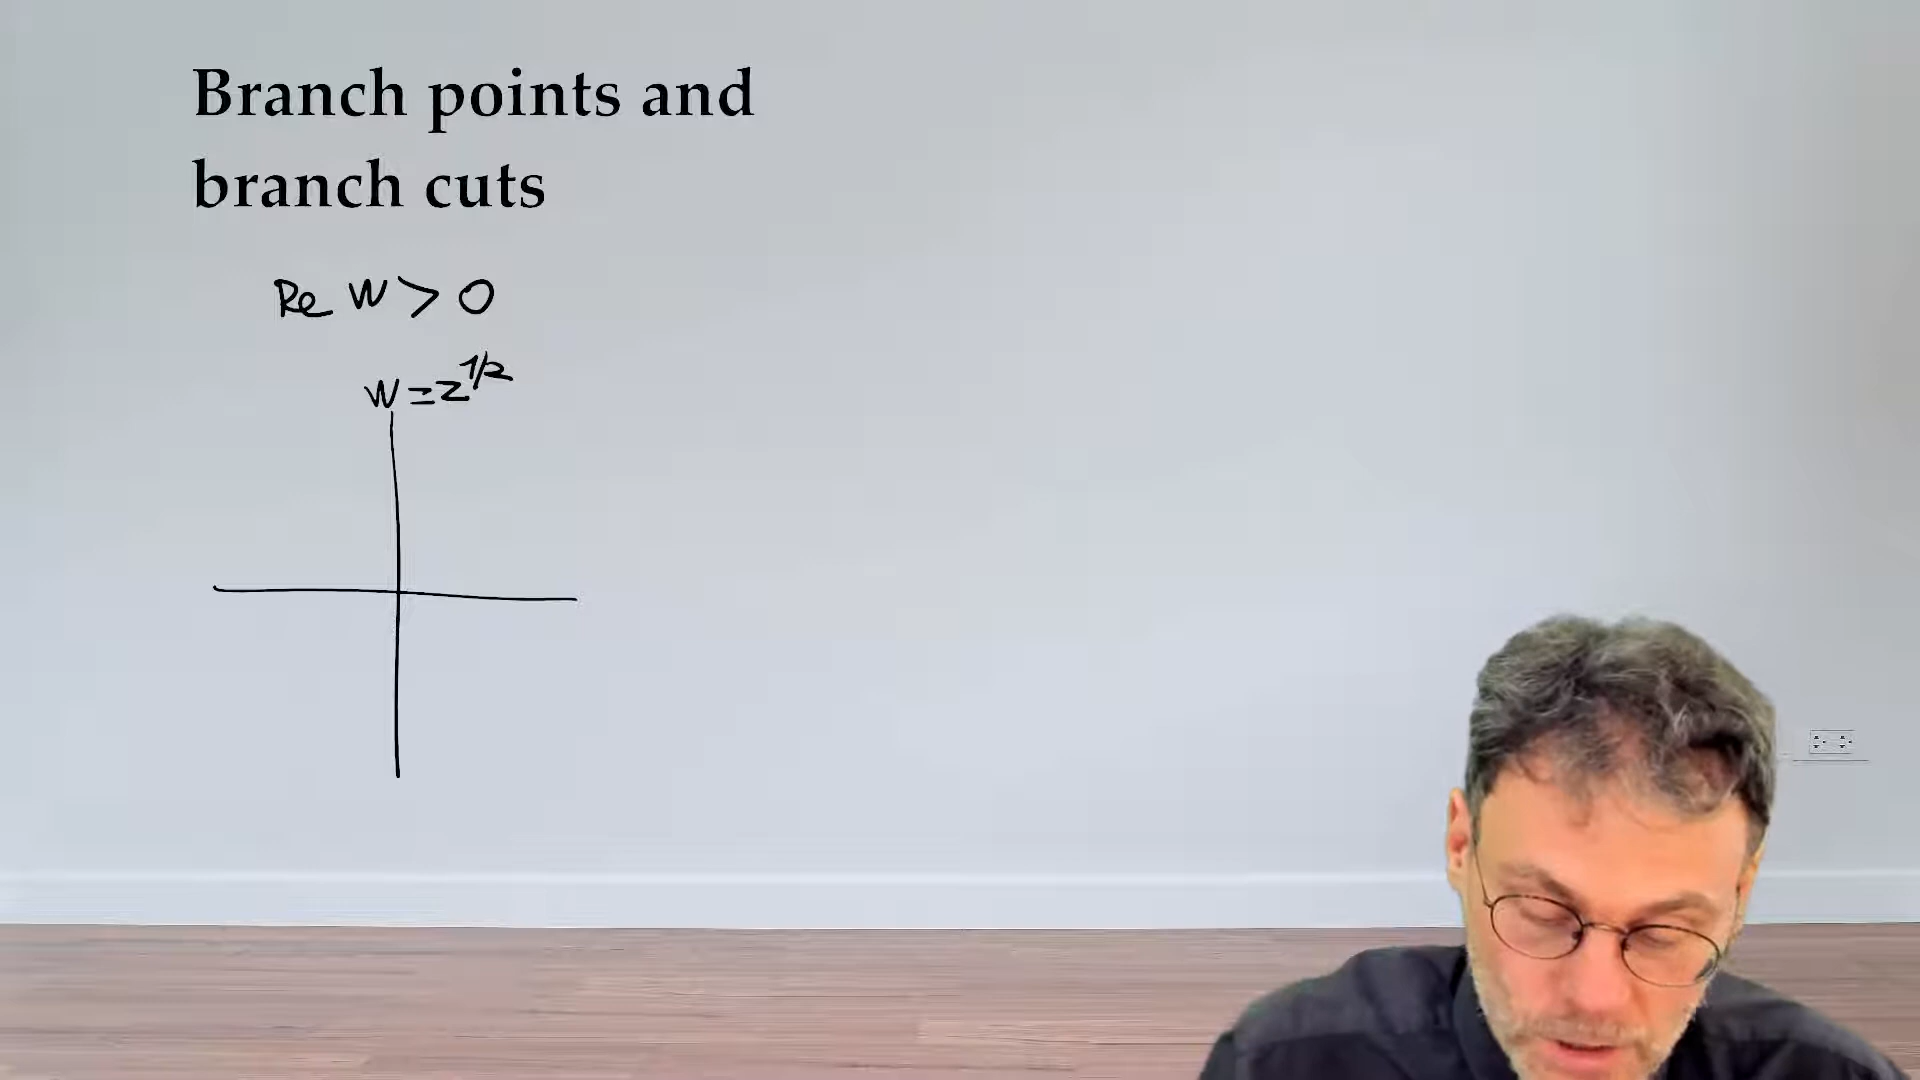 Branch points and
branch cuts
Re W > 0
W = z^{1/2}